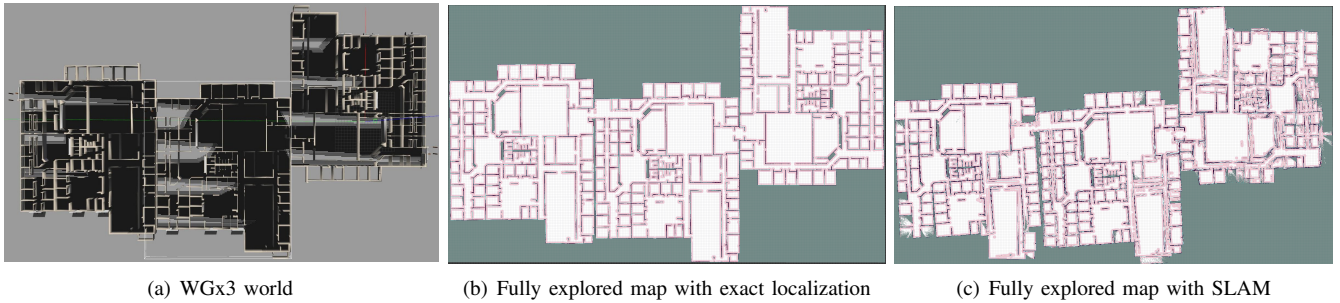 (a) WGx3 world
(b) Fully explored map with exact localization
(c) Fully explored map with SLAM